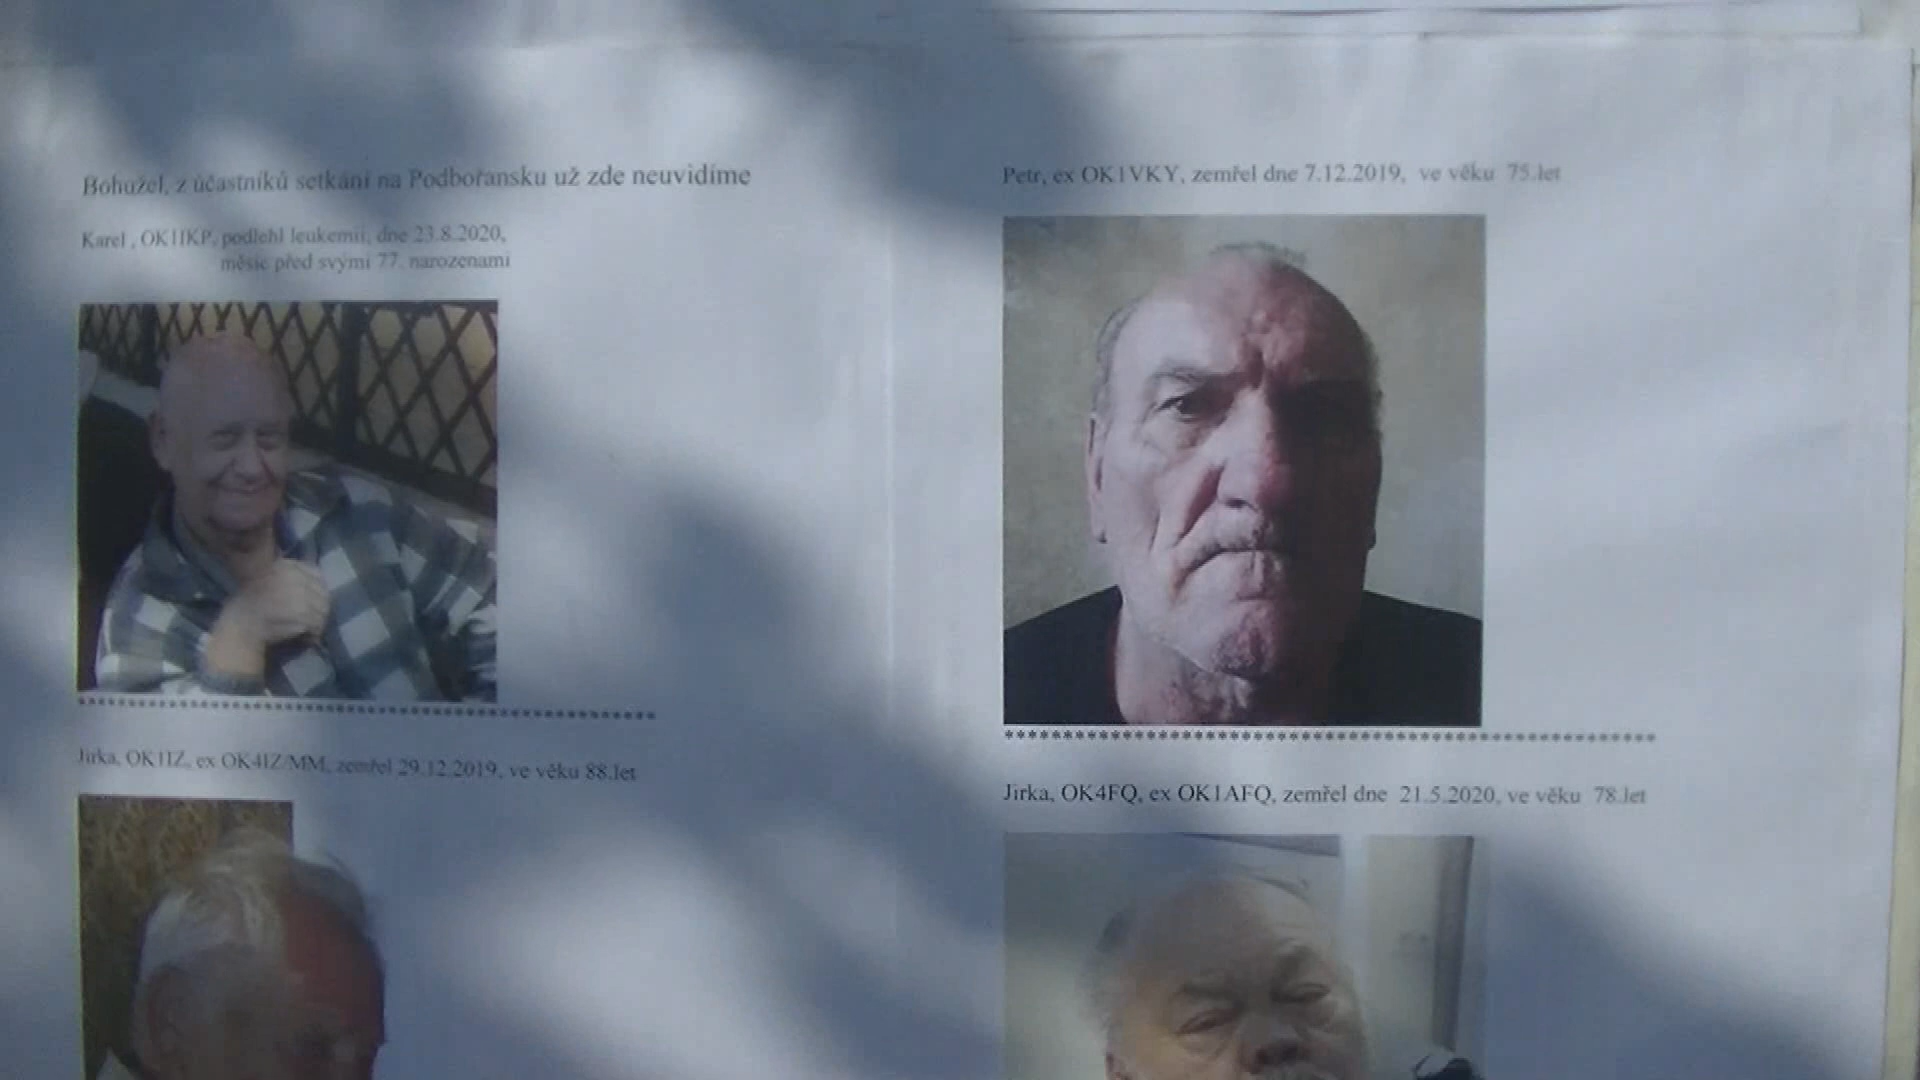 Bohužel, z účastníků setkání na Podbořansku už zde neuvidíme
Karel , OK1IKP, podlehl leukemii, dne 23.8.2020,
měsíc před svými 77. narozenami
*****************************************************
Jirka, OK1IZ, ex OK4IZ/MM, zemřel 29.12.2019, ve věku 88.let
Petr, ex OK1VKY, zemřel dne 7.12.2019, ve věku 75.let
************************************************************
Jirka, OK4FQ, ex OK1AFQ, zemřel dne 21.5.2020, ve věku 78.let